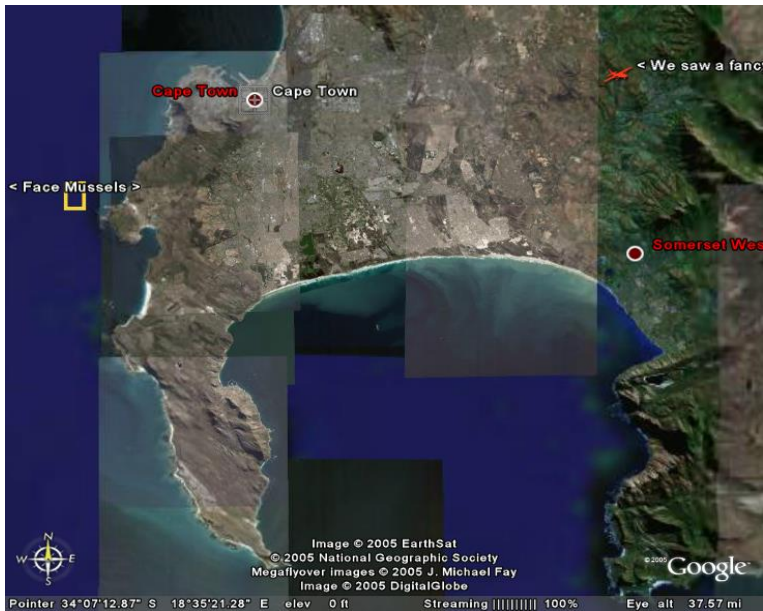 < We saw a fancy
Cape Town Cape Town
< Face Mussels >
Somerset Wes
N
W E
S
Image © 2005 EarthSat
© 2005 National Geographic Society
Megaflyover images © 2005 J. Michael Fay
Image © 2005 DigitalGlobe
© 2005 Google
Pointer 34°07'12.87" S 18°35'21.28" E elev 0 ft Streaming |||||||||| 100% Eye alt 37.57 mi